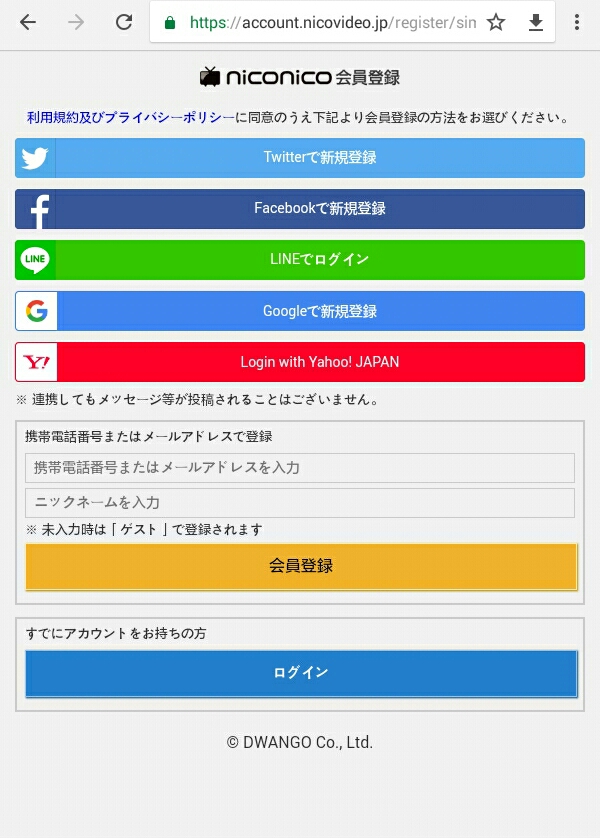 https://account.nicovideo.jp/register/sin
niconico 会員登録
利用規約及びプライバシーポリシーに同意のうえ下記より会員登録の方法をお選びください。
Twitterで新規登録
Facebookで新規登録
LINE LINEでログイン
Googleで新規登録
Y! Login with Yahoo! JAPAN
※ 連携してもメッセージ等が投稿されることはございません。
携帯電話番号またはメールアドレスで登録
携帯電話番号またはメールアドレスを入力
ニックネームを入力
※ 未入力時は「ゲスト」で登録されます
会員登録
すでにアカウントをお持ちの方
ログイン
© DWANGO Co., Ltd.